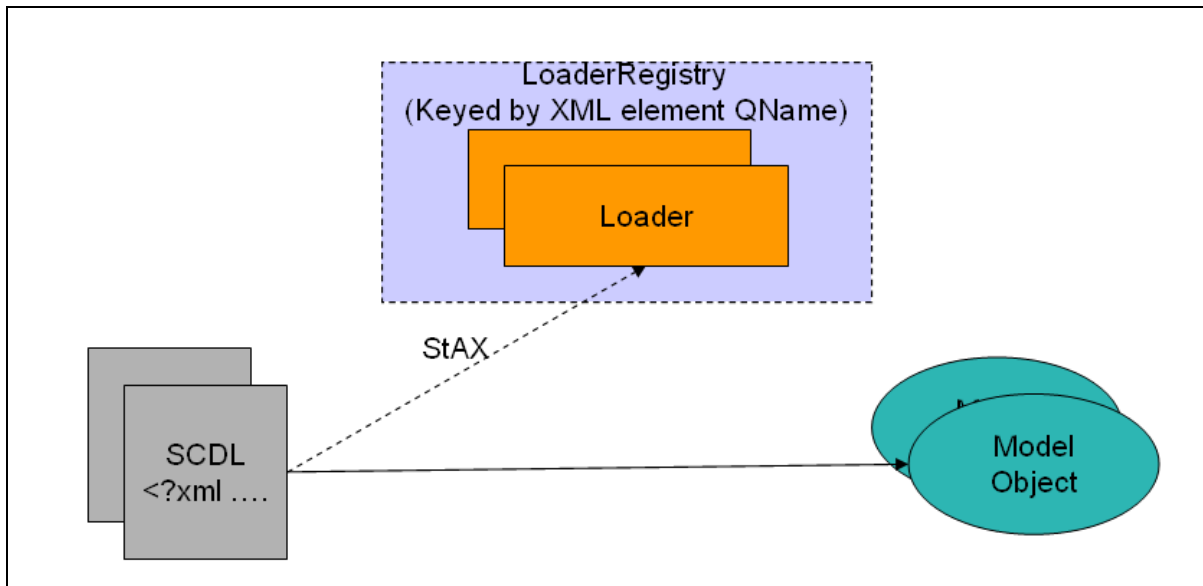 LoaderRegistry
(Keyed by XML element QName)
Loader
StAX
SCDL
<?xml ….
Model
Object